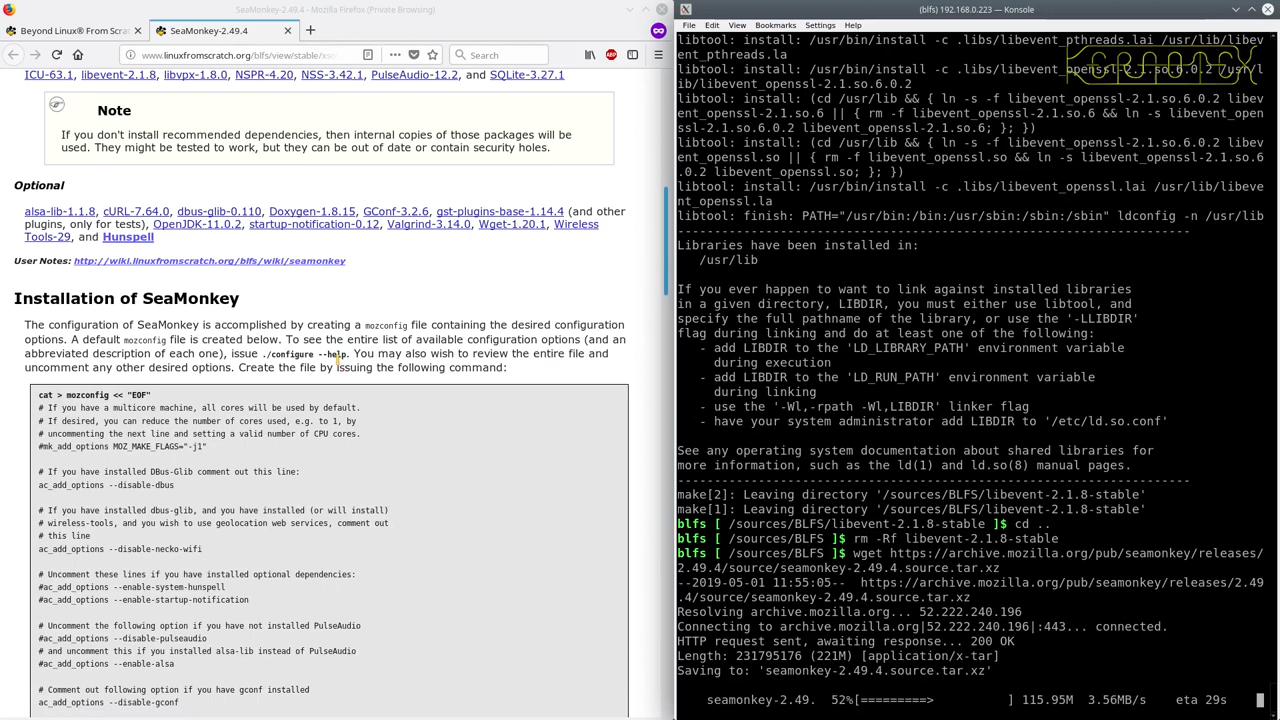 SeaMonkey-2.49.4 - Mozilla Firefox (Private Browsing)
Beyond Linux® From Scra
SeaMonkey-2.49.4
www.linuxfromscratch.org/blfs/view/stable/xso
Search
ICU-63.1, libevent-2.1.8, libvpx-1.8.0, NSPR-4.20, NSS-3.42.1, PulseAudio-12.2, and SQLite-3.27.1
Note
If you don't install recommended dependencies, then internal copies of those packages will be
used. They might be tested to work, but they can be out of date or contain security holes.
Optional
alsa-lib-1.1.8, cURL-7.64.0, dbus-glib-0.110, Doxygen-1.8.15, GConf-3.2.6, gst-plugins-base-1.14.4 (and other
plugins, only for tests), OpenJDK-11.0.2, startup-notification-0.12, Valgrind-3.14.0, Wget-1.20.1, Wireless
Tools-29, and Hunspell
User Notes: http://wiki.linuxfromscratch.org/blfs/wiki/seamonkey
Installation of SeaMonkey
The configuration of SeaMonkey is accomplished by creating a mozconfig file containing the desired configuration
options. A default mozconfig file is created below. To see the entire list of available configuration options (and an
abbreviated description of each one), issue ./configure --help. You may also wish to review the entire file and
uncomment any other desired options. Create the file by issuing the following command:
cat > mozconfig << "EOF"
# If you have a multicore machine, all cores will be used by default.
# If desired, you can reduce the number of cores used, e.g. to 1, by
# uncommenting the next line and setting a valid number of CPU cores.
#mk_add_options MOZ_MAKE_FLAGS="-j1"
# If you have installed DBus-Glib comment out this line:
ac_add_options --disable-dbus
# If you have installed dbus-glib, and you have installed (or will install)
# wireless-tools, and you wish to use geolocation web services, comment out
# this line
ac_add_options --disable-necko-wifi
# Uncomment these lines if you have installed optional dependencies:
#ac_add_options --enable-system-hunspell
#ac_add_options --enable-startup-notification
# Uncomment the following option if you have not installed PulseAudio
#ac_add_options --disable-pulseaudio
# and uncomment this if you installed alsa-lib instead of PulseAudio
#ac_add_options --enable-alsa
# Comment out following option if you have gconf installed
ac_add_options --disable-gconf
(blfs) 192.168.0.223 — Konsole
File Edit View Bookmarks Settings Help
libtool: install: /usr/bin/install -c .libs/libevent_pthreads.lai /usr/lib/libev
ent_pthreads.la
libtool: install: /usr/bin/install -c .libs/libevent_openssl-2.1.so.6.0.2 /usr/l
ib/libevent_openssl-2.1.so.6.0.2
libtool: install: (cd /usr/lib && { ln -s -f libevent_openssl-2.1.so.6.0.2 libev
ent_openssl-2.1.so.6 || { rm -f libevent_openssl-2.1.so.6 && ln -s libevent_open
ssl-2.1.so.6.0.2 libevent_openssl-2.1.so.6; }; })
libtool: install: (cd /usr/lib && { ln -s -f libevent_openssl-2.1.so.6.0.2 libev
ent_openssl.so || { rm -f libevent_openssl.so && ln -s libevent_openssl-2.1.so.6
.0.2 libevent_openssl.so; }; })
libtool: install: /usr/bin/install -c .libs/libevent_openssl.lai /usr/lib/libeve
nt_openssl.la
libtool: finish: PATH="/usr/bin:/bin:/usr/sbin:/sbin:/sbin" ldconfig -n /usr/lib
----------------------------------------------------------------------
Libraries have been installed in:
/usr/lib
If you ever happen to want to link against installed libraries
in a given directory, LIBDIR, you must either use libtool, and
specify the full pathname of the library, or use the '-LLIBDIR'
flag during linking and do at least one of the following:
- add LIBDIR to the 'LD_LIBRARY_PATH' environment variable
during execution
- add LIBDIR to the 'LD_RUN_PATH' environment variable
during linking
- use the '-Wl,-rpath -Wl,LIBDIR' linker flag
- have your system administrator add LIBDIR to '/etc/ld.so.conf'
See any operating system documentation about shared libraries for
more information, such as the ld(1) and ld.so(8) manual pages.
----------------------------------------------------------------------
make[2]: Leaving directory '/sources/BLFS/libevent-2.1.8-stable'
make[1]: Leaving directory '/sources/BLFS/libevent-2.1.8-stable'
blfs [ /sources/BLFS/libevent-2.1.8-stable ]$ cd ..
blfs [ /sources/BLFS ]$ rm -Rf libevent-2.1.8-stable
blfs [ /sources/BLFS ]$ wget https://archive.mozilla.org/pub/seamonkey/releases/
2.49.4/source/seamonkey-2.49.4.source.tar.xz
--2019-05-01 11:55:05--  https://archive.mozilla.org/pub/seamonkey/releases/2.49
.4/source/seamonkey-2.49.4.source.tar.xz
Resolving archive.mozilla.org... 52.222.240.196
Connecting to archive.mozilla.org|52.222.240.196|:443... connected.
HTTP request sent, awaiting response... 200 OK
Length: 231795176 (221M) [application/x-tar]
Saving to: 'seamonkey-2.49.4.source.tar.xz'
seamonkey-2.49. 52%[=========> ] 115.95M 3.56MB/s eta 29s